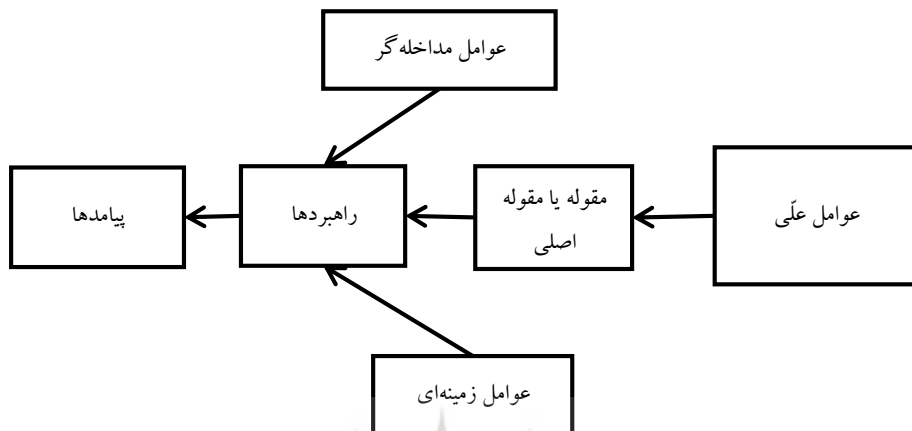 عوامل مداخله‌گر
عوامل علّی
مقوله یا مقوله
اصلی
راهبردها
پیامدها
عوامل زمینه‌ای